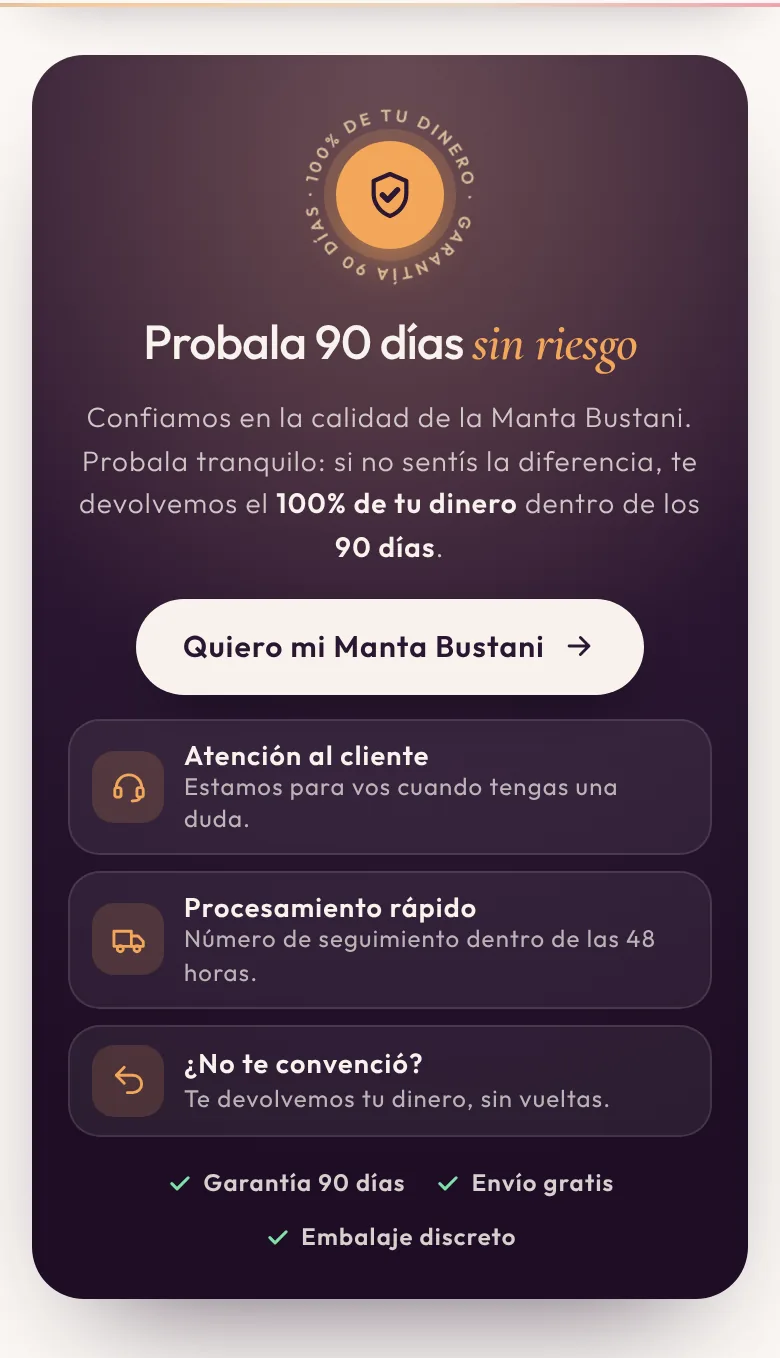 100% DE TU DINERO · GARANTÍA 90 DÍAS ·
Probala 90 días sin riesgo
Confiamos en la calidad de la Manta Bustani.
Probala tranquilo: si no sentís la diferencia, te
devolvemos el 100% de tu dinero dentro de los
90 días.
Quiero mi Manta Bustani →
Atención al cliente
Estamos para vos cuando tengas una
duda.
Procesamiento rápido
Número de seguimiento dentro de las 48
horas.
¿No te convenció?
Te devolvemos tu dinero, sin vueltas.
Garantía 90 días Envío gratis
Embalaje discreto